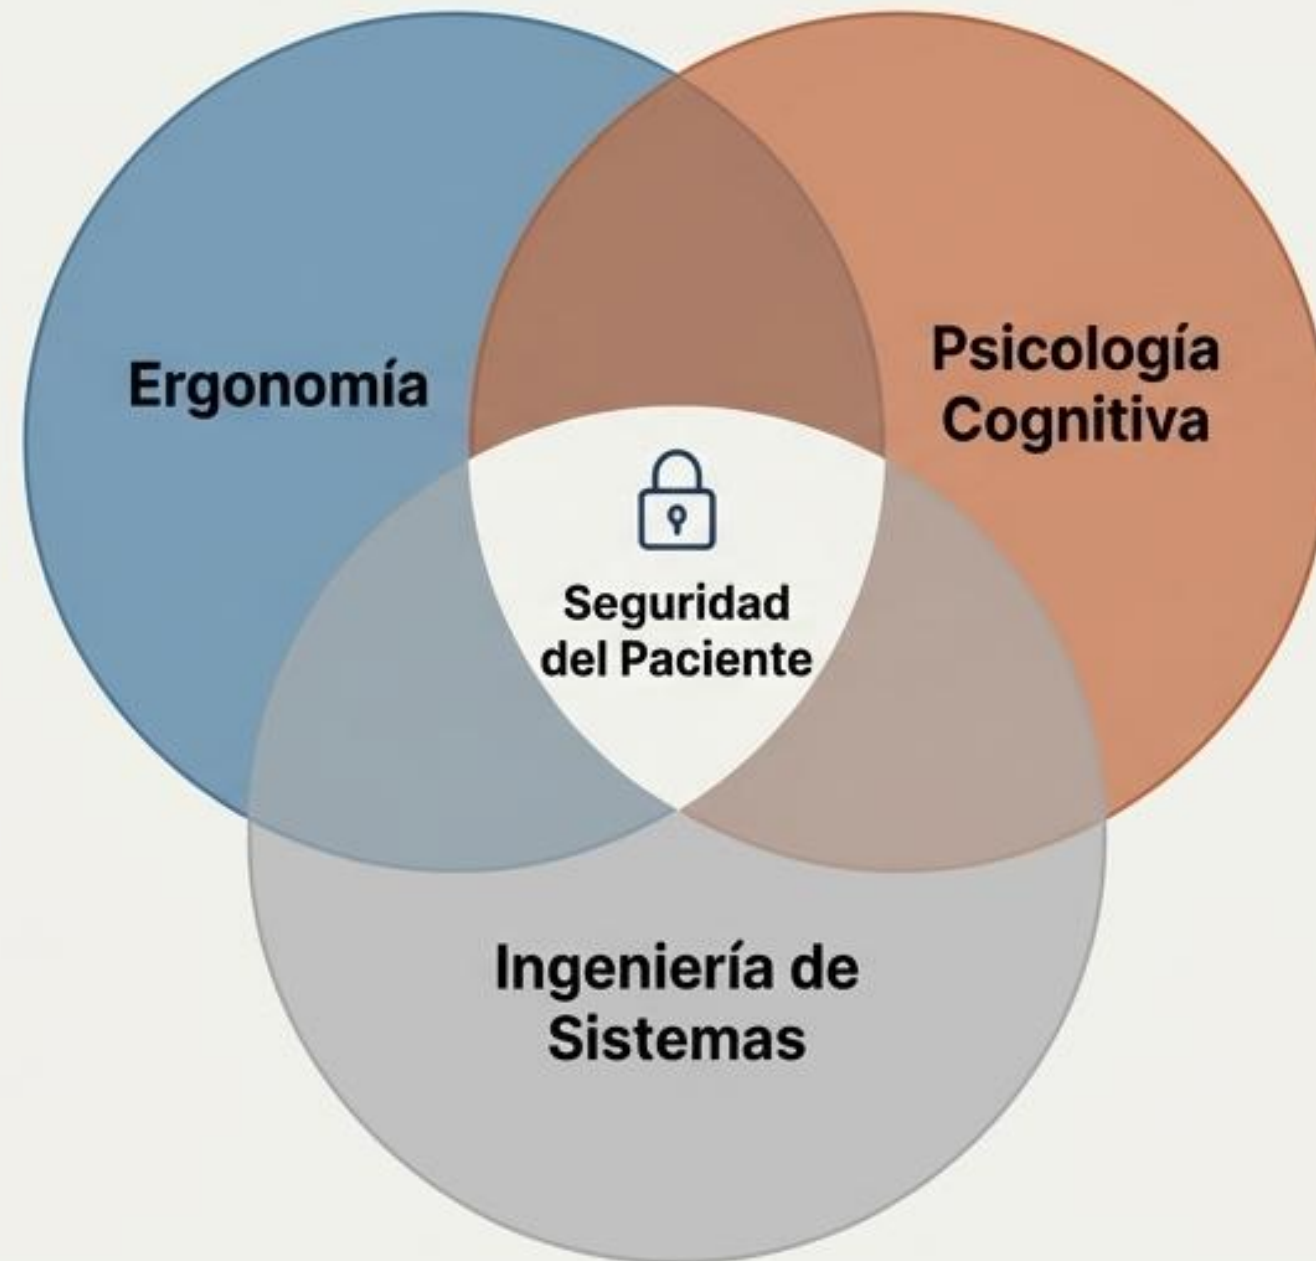 Ergonomía
Psicología
Cognitiva
Seguridad
del Paciente
Ingeniería de
Sistemas